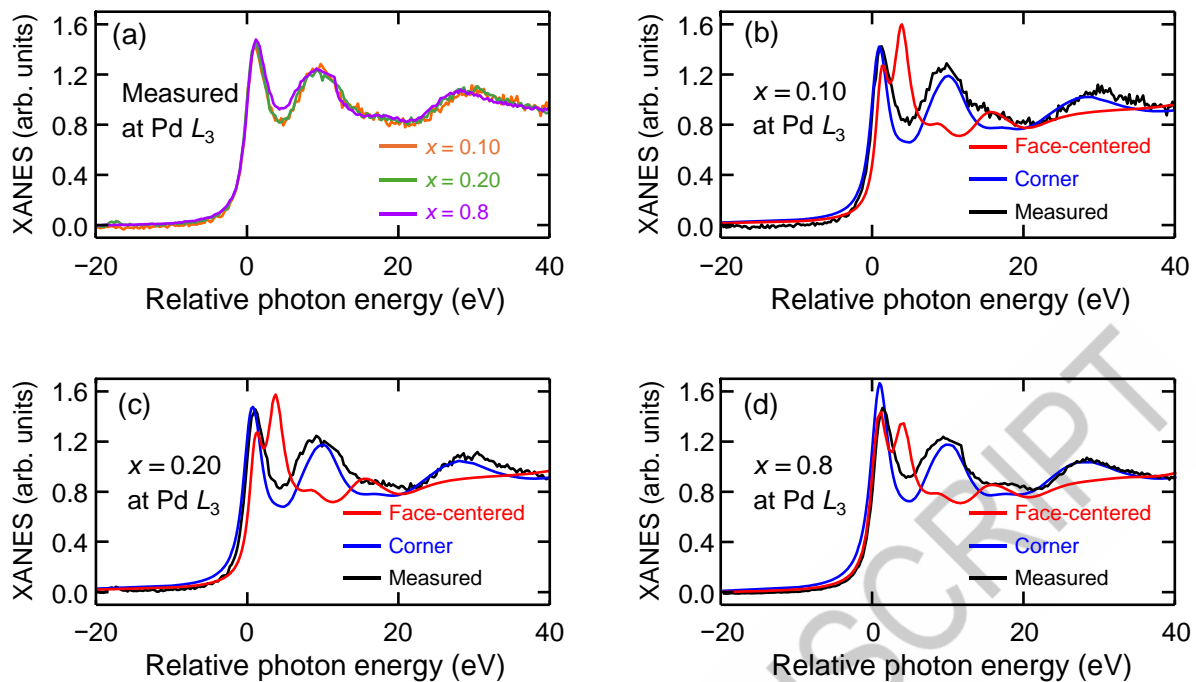 (a)
Measured
at Pd L3
x = 0.10
x = 0.20
x = 0.8
XANES (arb. units)
1.6
1.2
0.8
0.4
0.0
−20
0
20
40
Relative photon energy (eV)
(b)
x = 0.10
at Pd L3
Face-centered
Corner
Measured
XANES (arb. units)
1.6
1.2
0.8
0.4
0.0
−20
0
20
40
Relative photon energy (eV)
(c)
x = 0.20
at Pd L3
Face-centered
Corner
Measured
XANES (arb. units)
1.6
1.2
0.8
0.4
0.0
−20
0
20
40
Relative photon energy (eV)
(d)
x = 0.8
at Pd L3
Face-centered
Corner
Measured
XANES (arb. units)
1.6
1.2
0.8
0.4
0.0
−20
0
20
40
Relative photon energy (eV)
USCRIPT